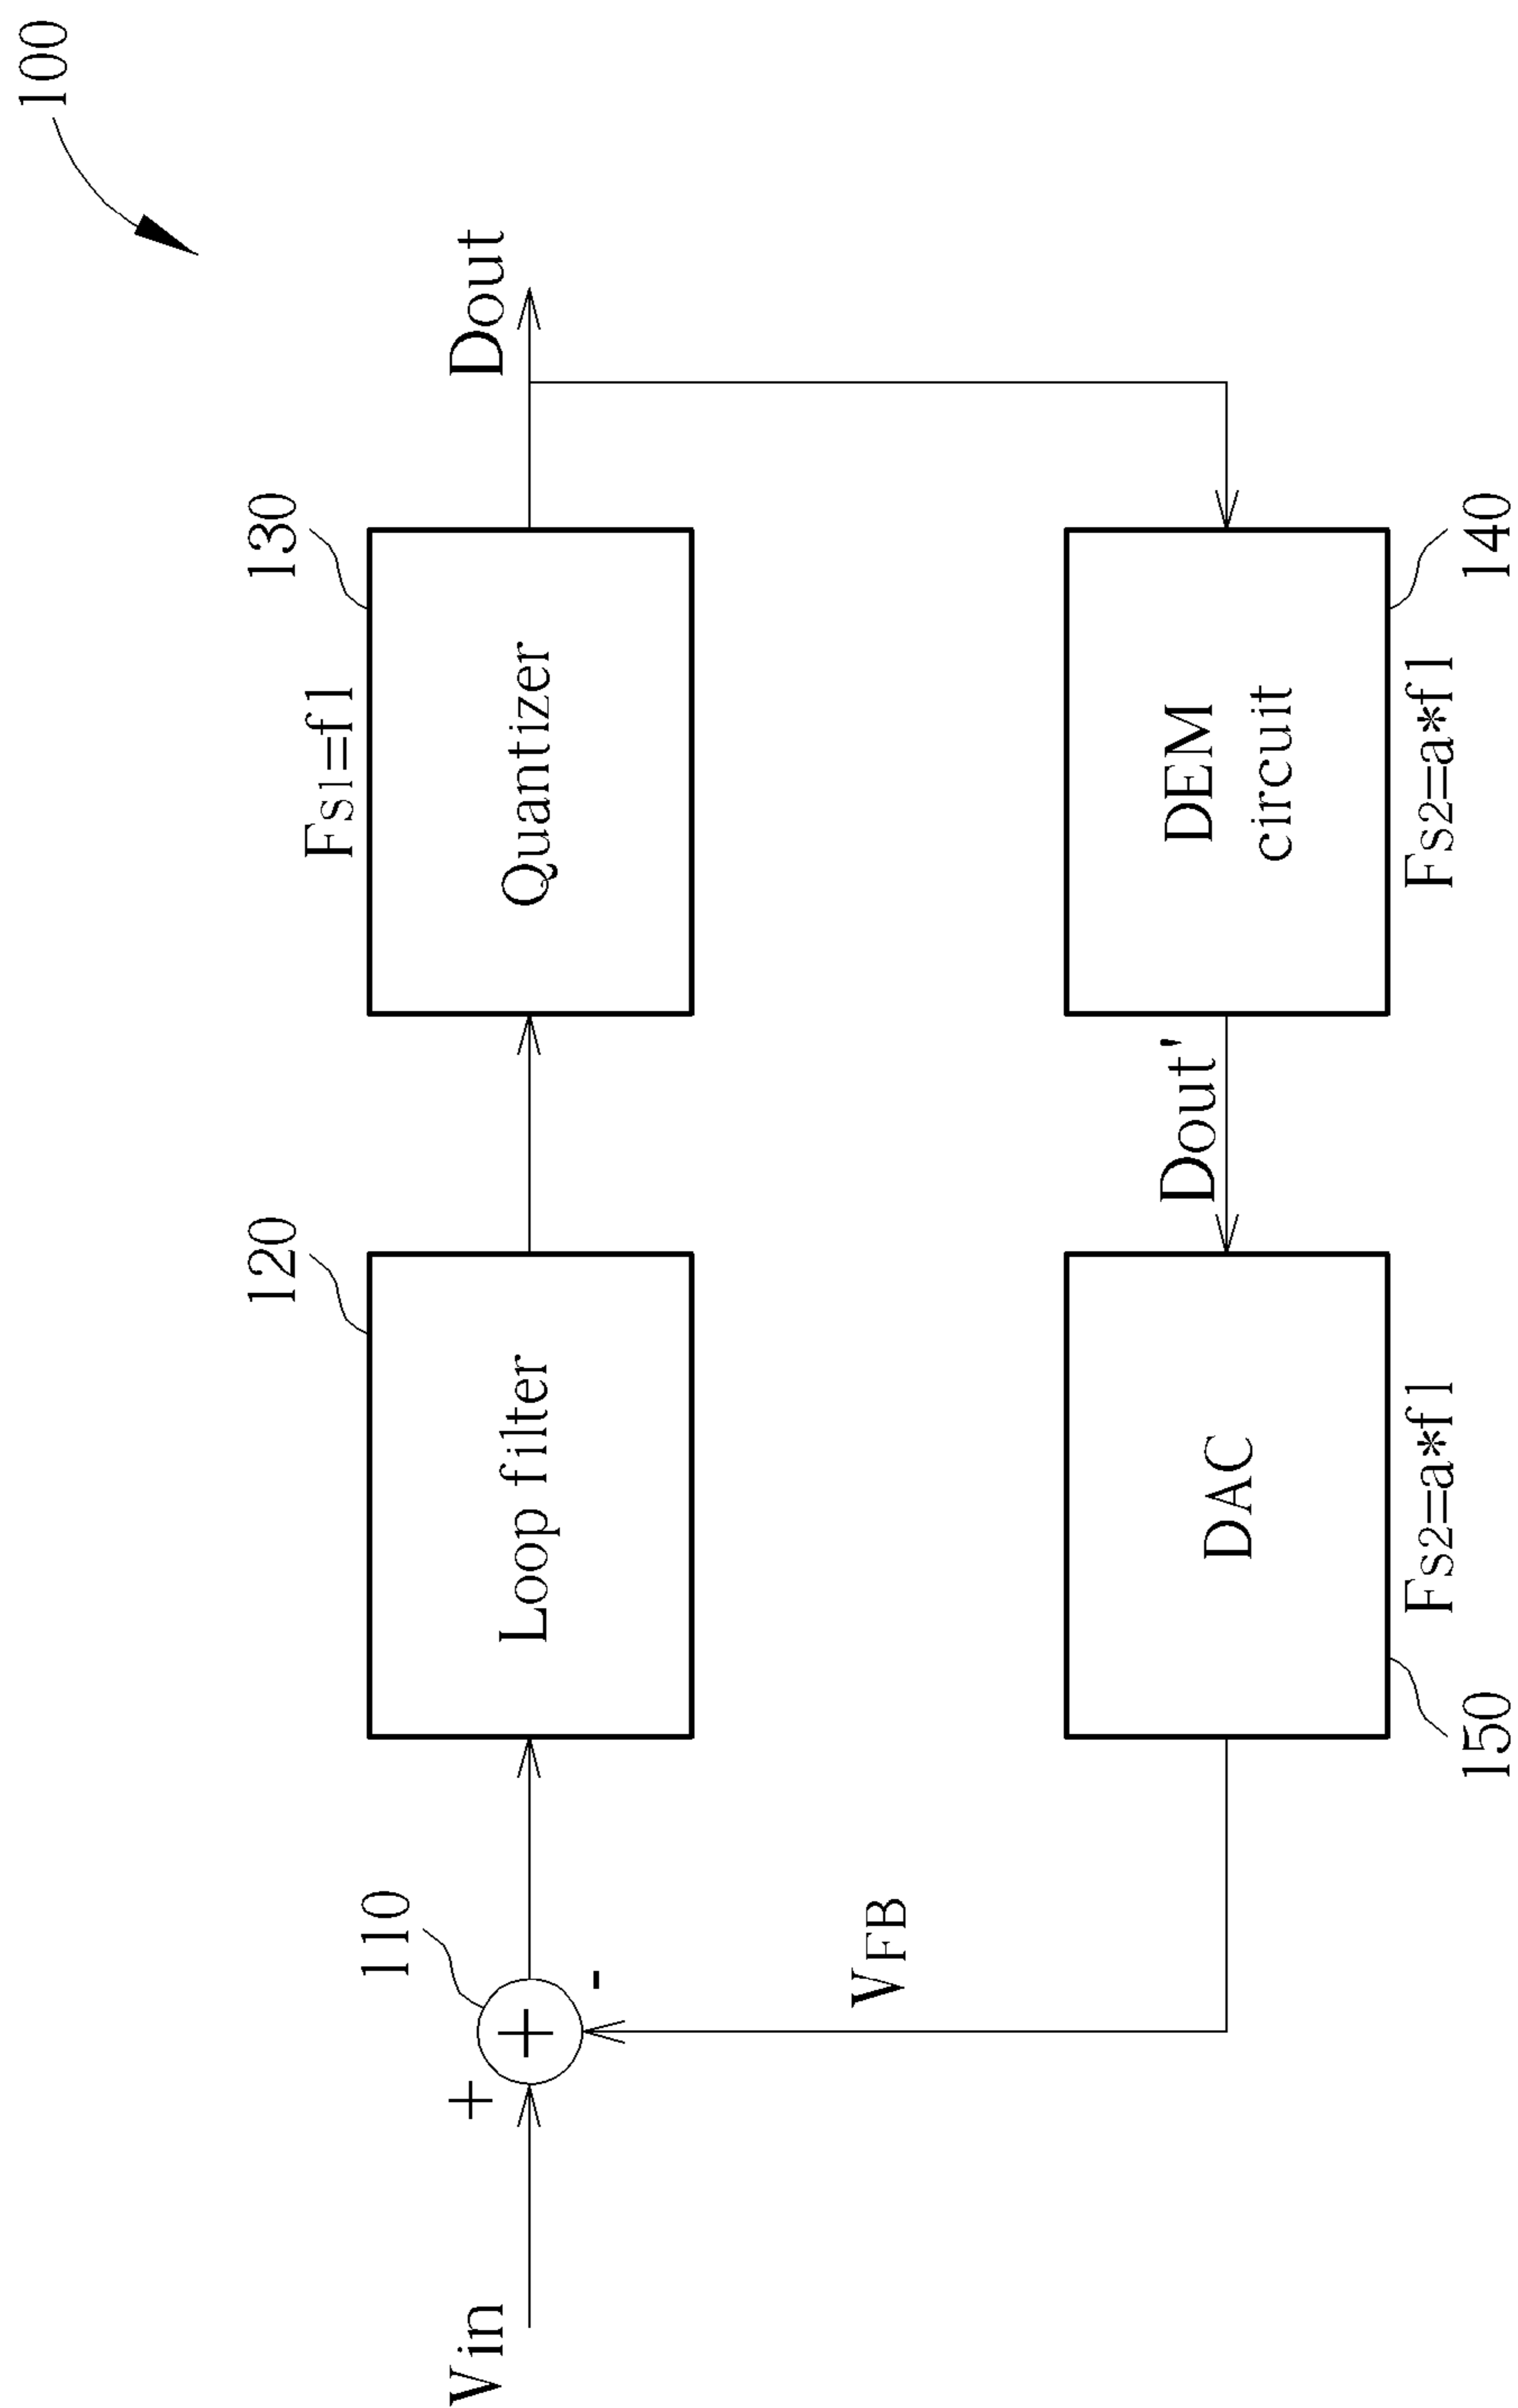 100
130
120
110
Fs1=f1
Dout
+
Vin
Quantizer
Loop filter
+
-
VFB
Dout'
DEM
circuit
DAC
Fs2=a*f1
Fs2=a*f1
140
150